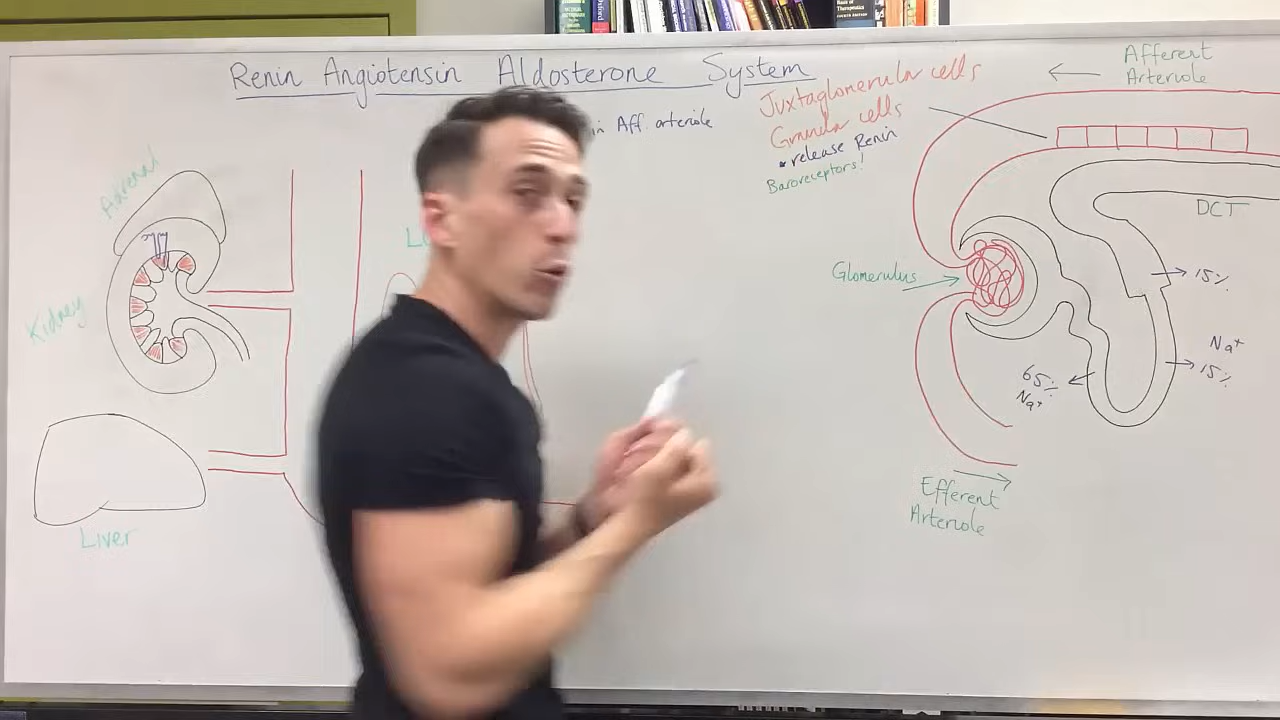 Renin Angiotensin Aldosterone System
in Aff. arteriole
Juxtaglomerular cells
Granular cells
• release Renin
Baroreceptors!
Afferent
Arteriole
DCT
Adrenal
Kidney
Liver
Glomerulus
15%
Na+
15%
65%
Na+
Efferent
Arteriole